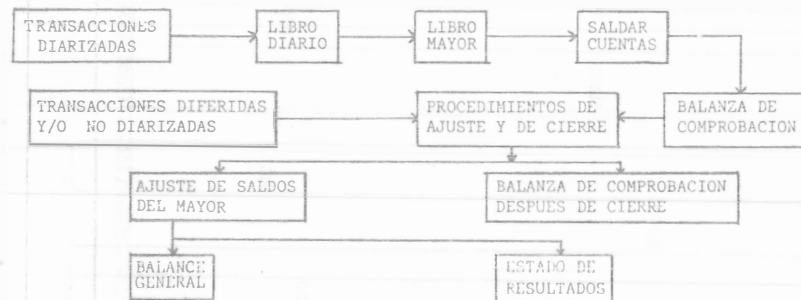 TRANSACCIONES
DIARIZADAS
LIBRO
DIARIO
LIBRO
MAYOR
SALDAR
CUENTAS
TRANSACCIONES DIFERIDAS
Y/O NO DIARIZADAS
PROCEDIMIENTOS DE
AJUSTE Y DE CIERRE
BALANZA DE
COMPROBACION
AJUSTE DE SALDOS
DEL MAYOR
BALANZA DE COMPROBACION
DESPUES DE CIERRE
BALANCE
GENERAL
ESTADO DE
RESULTADOS